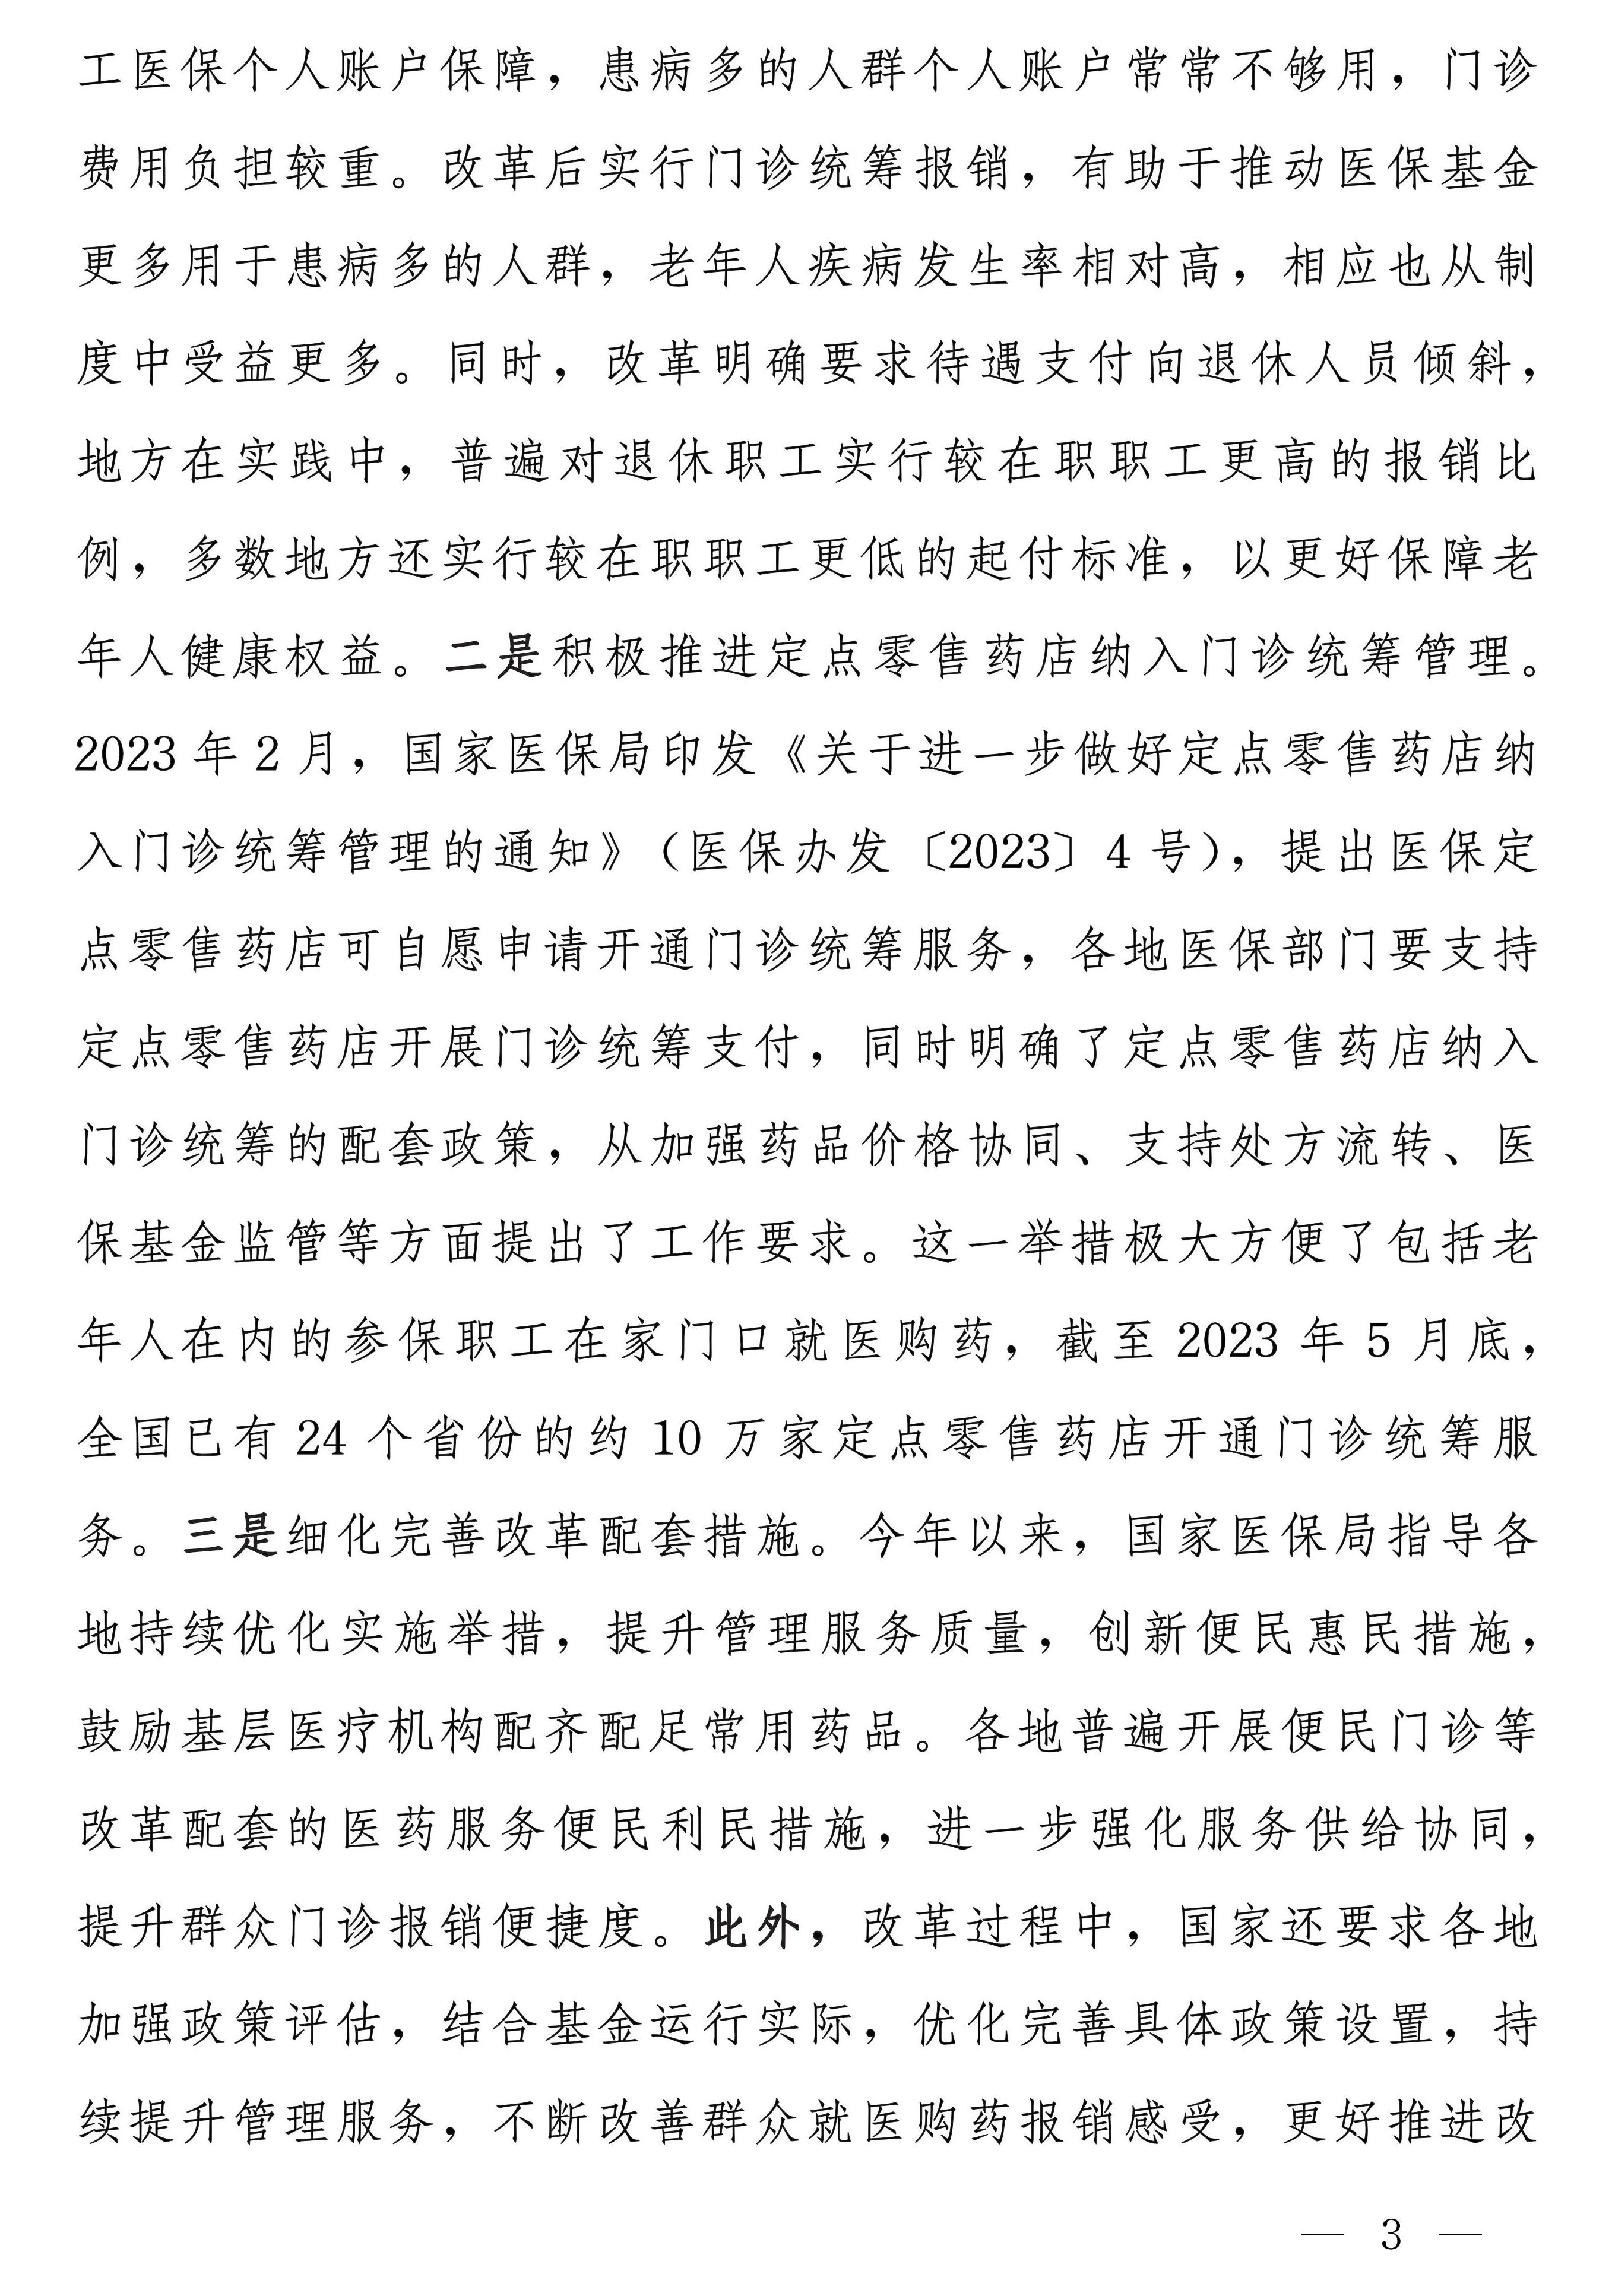 工医保个人账户保障，患病多的人群个人账户常常不够用，门诊
费用负担较重。改革后实行门诊统筹报销，有助于推动医保基金
更多用于患病多的人群，老年人疾病发生率相对高，相应也从制
度中受益更多。同时，改革明确要求待遇支付向退休人员倾斜，
地方在实践中，普遍对退休职工实行较在职职工更高的报销比
例，多数地方还实行较在职职工更低的起付标准，以更好保障老
年人健康权益。二是积极推进定点零售药店纳入门诊统筹管理。
2023 年 2 月，国家医保局印发《关于进一步做好定点零售药店纳
入门诊统筹管理的通知》（医保办发〔2023〕4 号），提出医保定
点零售药店可自愿申请开通门诊统筹服务，各地医保部门要支持
定点零售药店开展门诊统筹支付，同时明确了定点零售药店纳入
门诊统筹的配套政策，从加强药品价格协同、支持处方流转、医
保基金监管等方面提出了工作要求。这一举措极大方便了包括老
年人在内的参保职工在家门口就医购药，截至 2023 年 5 月底，
全国已有 24 个省份的约 10 万家定点零售药店开通门诊统筹服
务。三是细化完善改革配套措施。今年以来，国家医保局指导各
地持续优化实施举措，提升管理服务质量，创新便民惠民措施，
鼓励基层医疗机构配齐配足常用药品。各地普遍开展便民门诊等
改革配套的医药服务便民利民措施，进一步强化服务供给协同，
提升群众门诊报销便捷度。此外，改革过程中，国家还要求各地
加强政策评估，结合基金运行实际，优化完善具体政策设置，持
续提升管理服务，不断改善群众就医购药报销感受，更好推进改
— 3 —